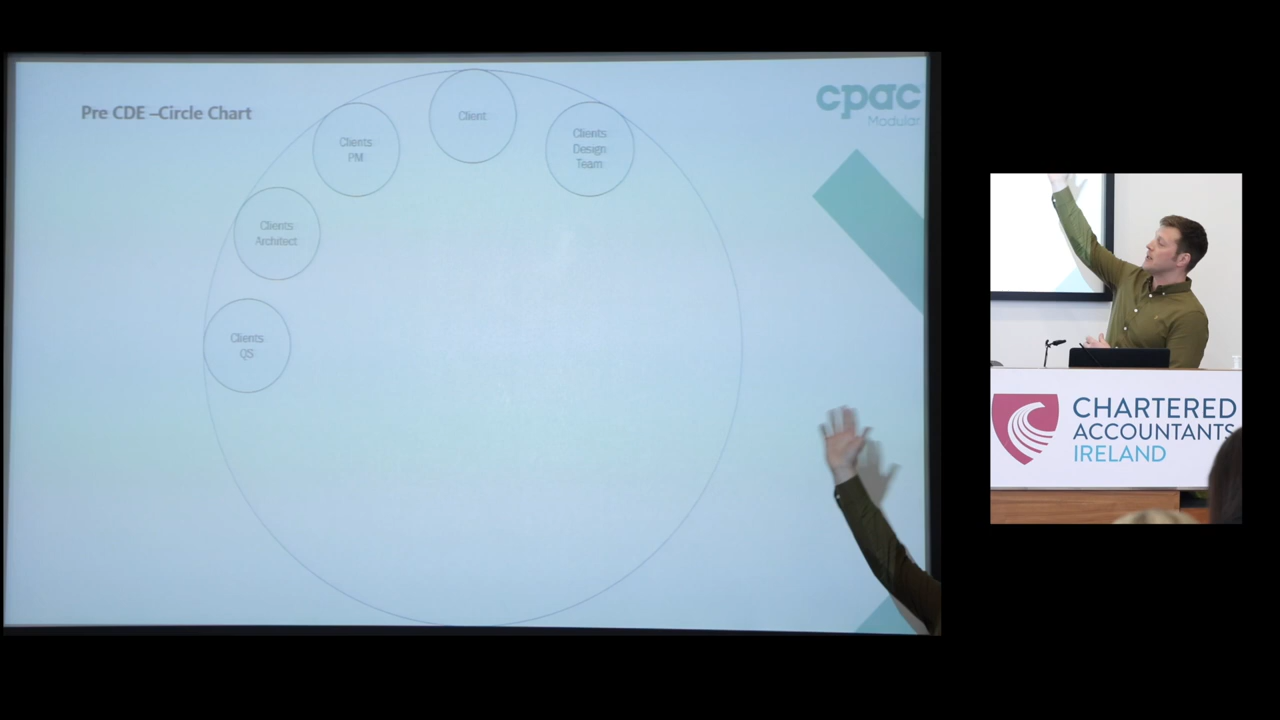 Pre CDE –Circle Chart
cpac
Modular
Client
Clients
PM
Clients
Design
Team
Clients
Architect
Clients
QS
CHARTERED
ACCOUNTANTS
IRELAND